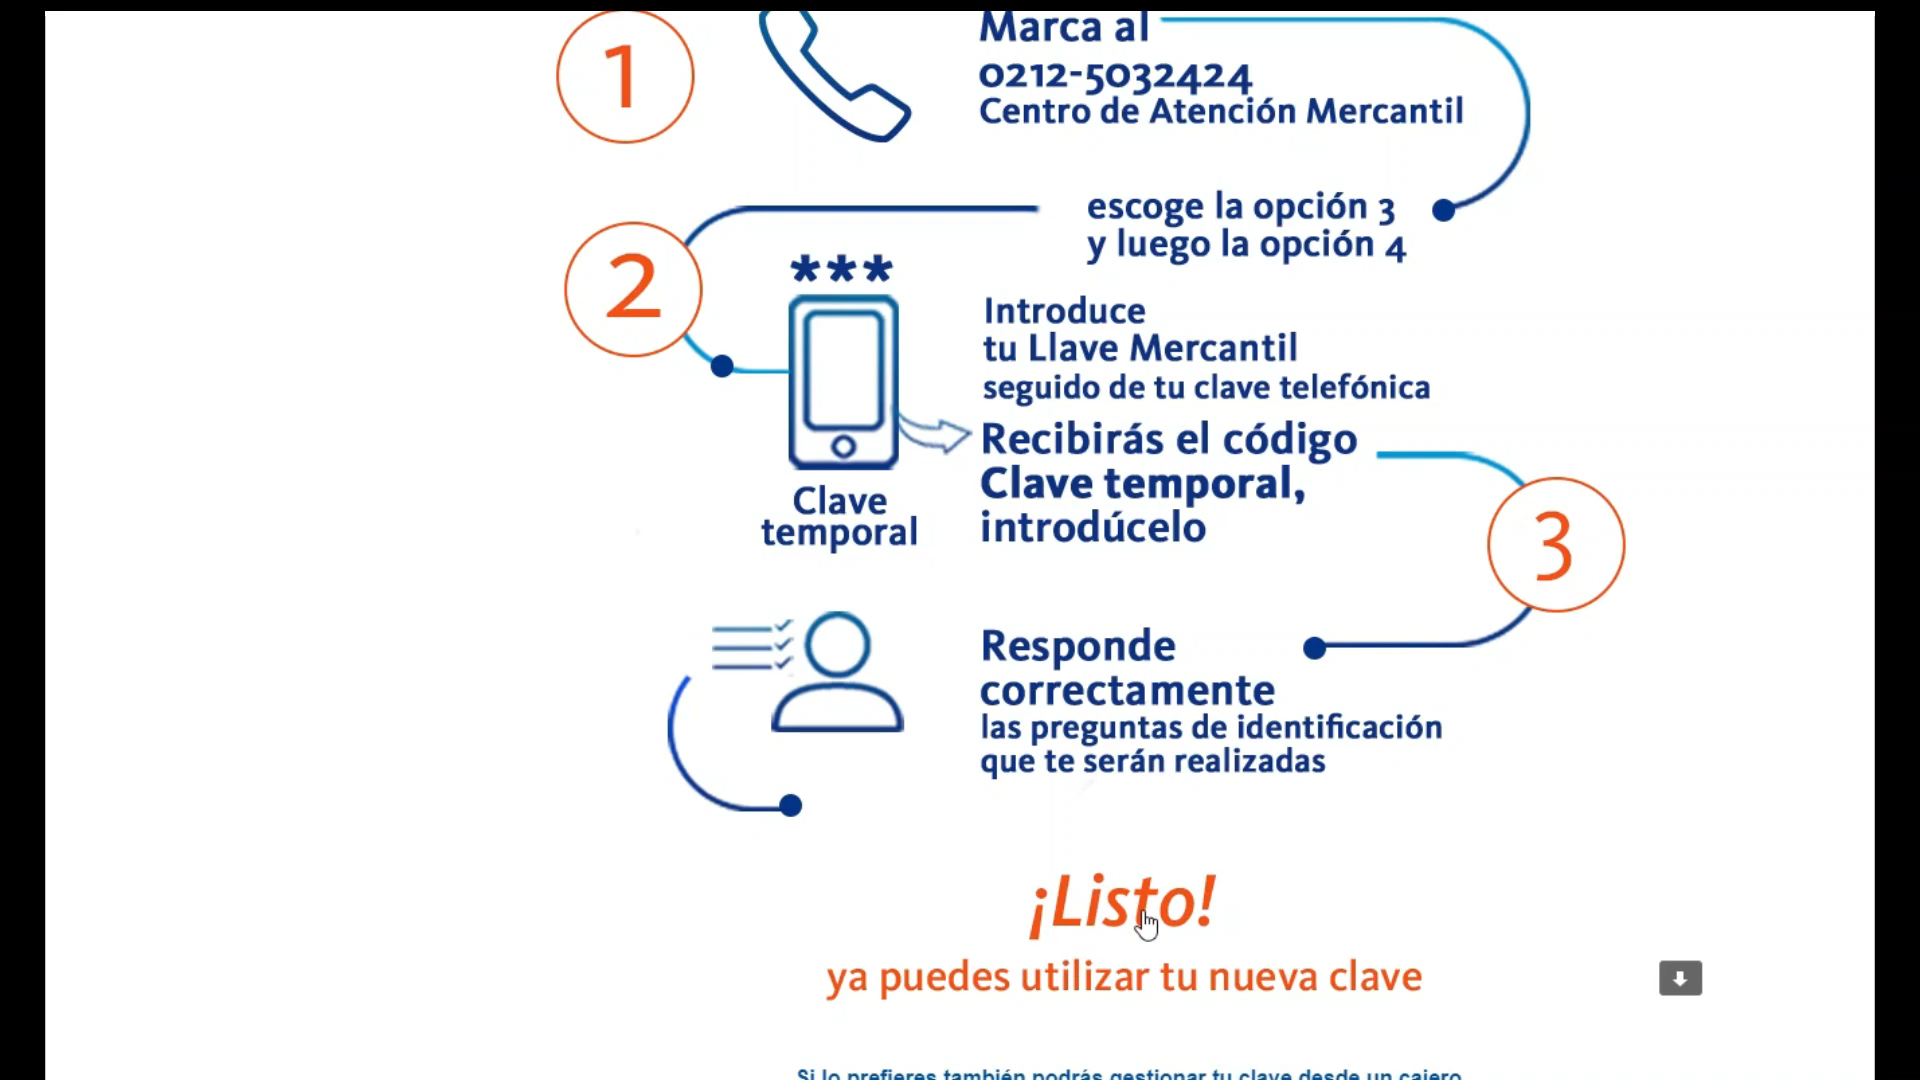 1
Marca al
0212-5032424
Centro de Atención Mercantil
escoge la opción 3
y luego la opción 4
2
***
Introduce
tu Llave Mercantil
seguido de tu clave telefónica
Recibirás el código
Clave temporal,
introdúcelo
Clave
temporal
3
Responde
correctamente
las preguntas de identificación
que te serán realizadas
¡Listo!
ya puedes utilizar tu nueva clave
Si lo prefieres también podrás gestionar tu clave desde un cajero